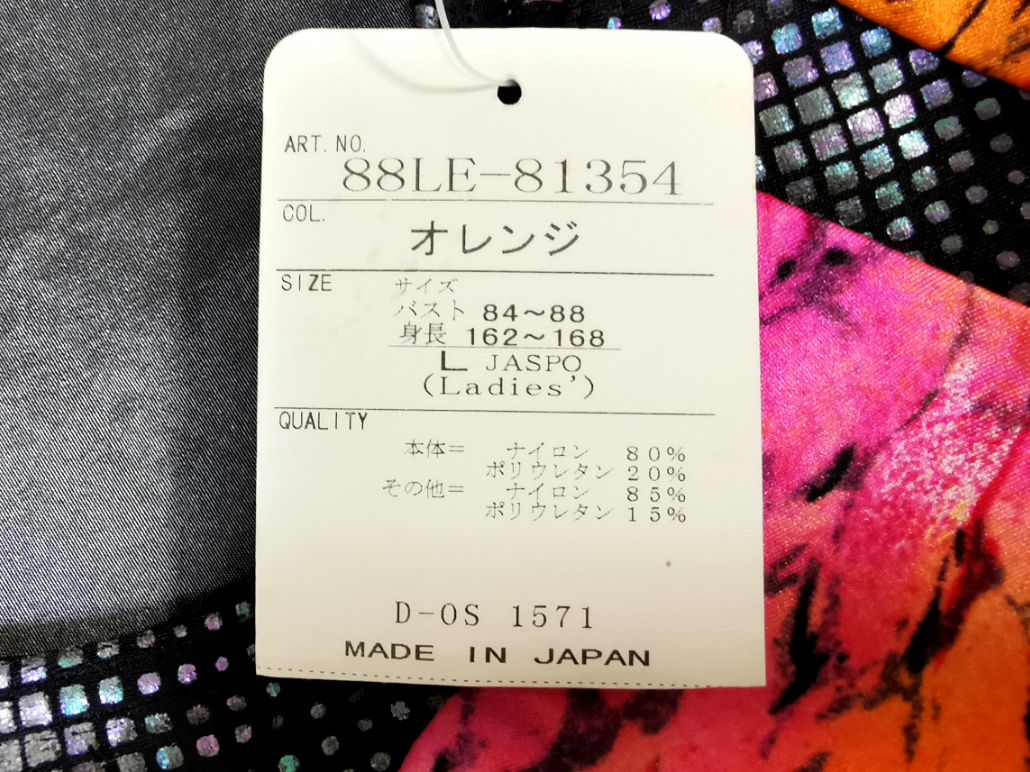 ART. NO.
88LE-81354
COL.
オレンジ
SIZE サイズ
バスト 84～88
身長 162～168
L JASPO
(Ladies')
QUALITY
本体＝ ナイロン 80%
ポリウレタン 20%
その他＝ ナイロン 85%
ポリウレタン 15%
D-OS 1571
MADE IN JAPAN